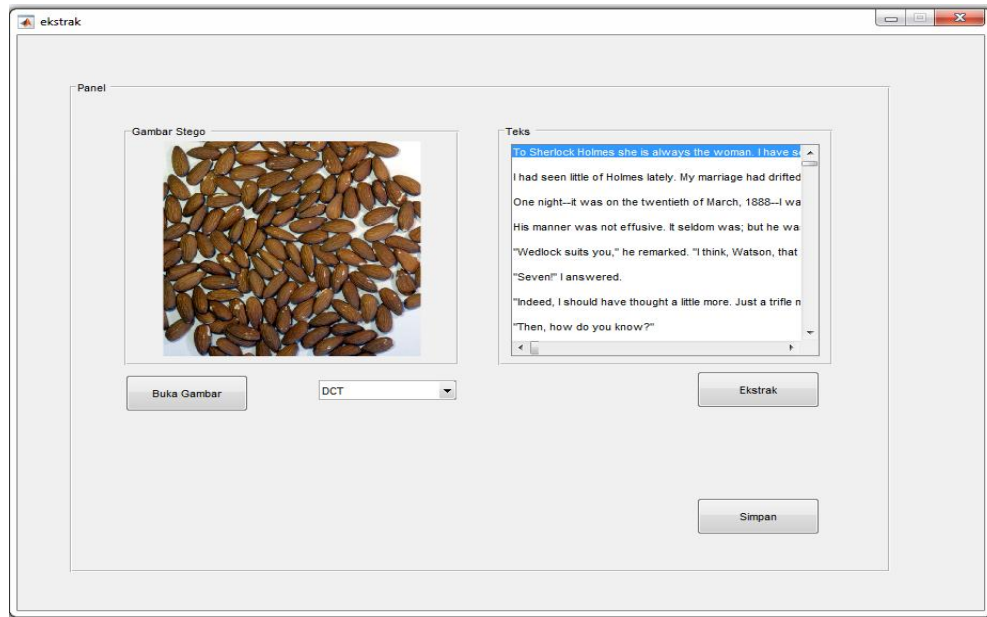 ekstrak
Panel
Gambar Stego
Teks
To Sherlock Holmes she is always the woman. I have
I had seen little of Holmes lately. My marriage had drifted
One night--it was on the twentieth of March, 1888--I
His manner was not effusive. It seldom was; but he
"Wedlock suits you," he remarked. "I think, Watson, that
"Seven!" I answered.
"Indeed, I should have thought a little more. Just a trifle
"Then, how do you know?"
Buka Gambar
DCT
Ekstrak
Simpan